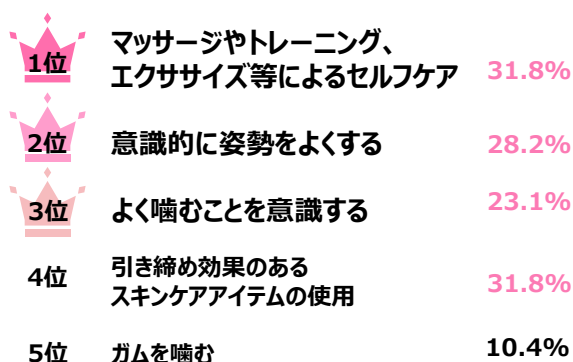 1位 マッサージやトレーニング、
エクササイズ等によるセルフケア 31.8%
2位 意識的に姿勢をよくする 28.2%
3位 よく噛むことを意識する 23.1%
4位 引き締め効果のある
スキンケアアイテムの使用 31.8%
5位 ガムを噛む 10.4%